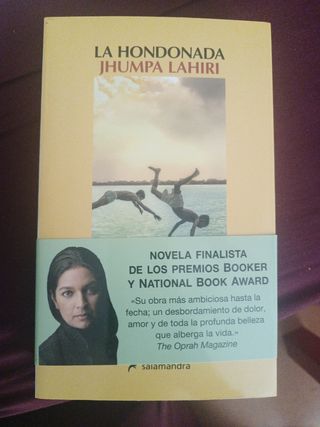 LA HONDONADA
JHUMPA LAHIRI
NOVELA FINALISTA
DE LOS PREMIOS BOOKER
Y NATIONAL BOOK AWARD
«Su obra más ambiciosa hasta la
fecha; un desbordamiento de dolor,
amor y de toda la profunda belleza
que alberga la vida.»
The Oprah Magazine
salamandra